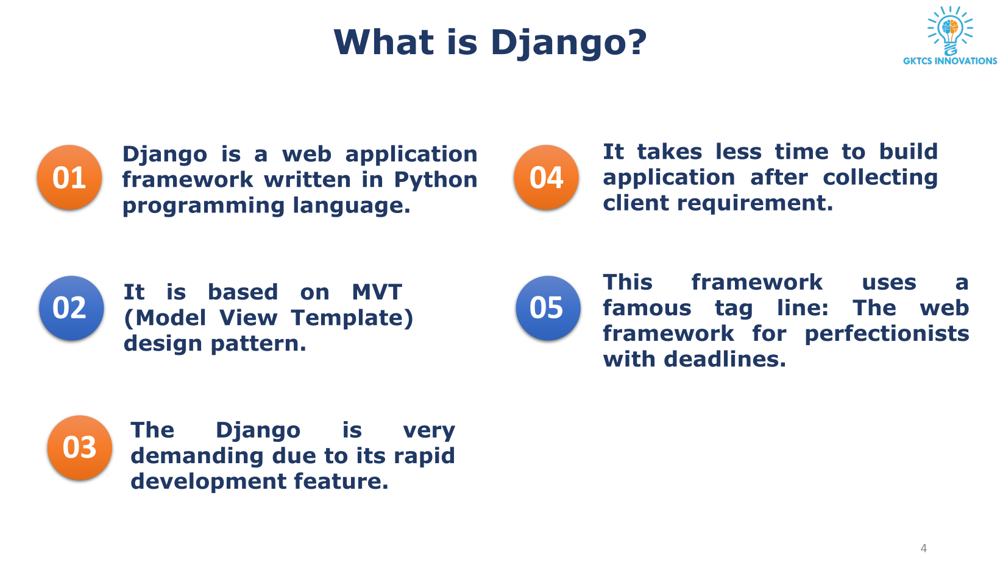 What is Django?
GKTCS INNOVATIONS
01
Django is a web application
framework written in Python
programming language.
02
It is based on MVT
(Model View Template)
design pattern.
03
The Django is very
demanding due to its rapid
development feature.
04
It takes less time to build
application after collecting
client requirement.
05
This framework uses a
famous tag line: The web
framework for perfectionists
with deadlines.
4